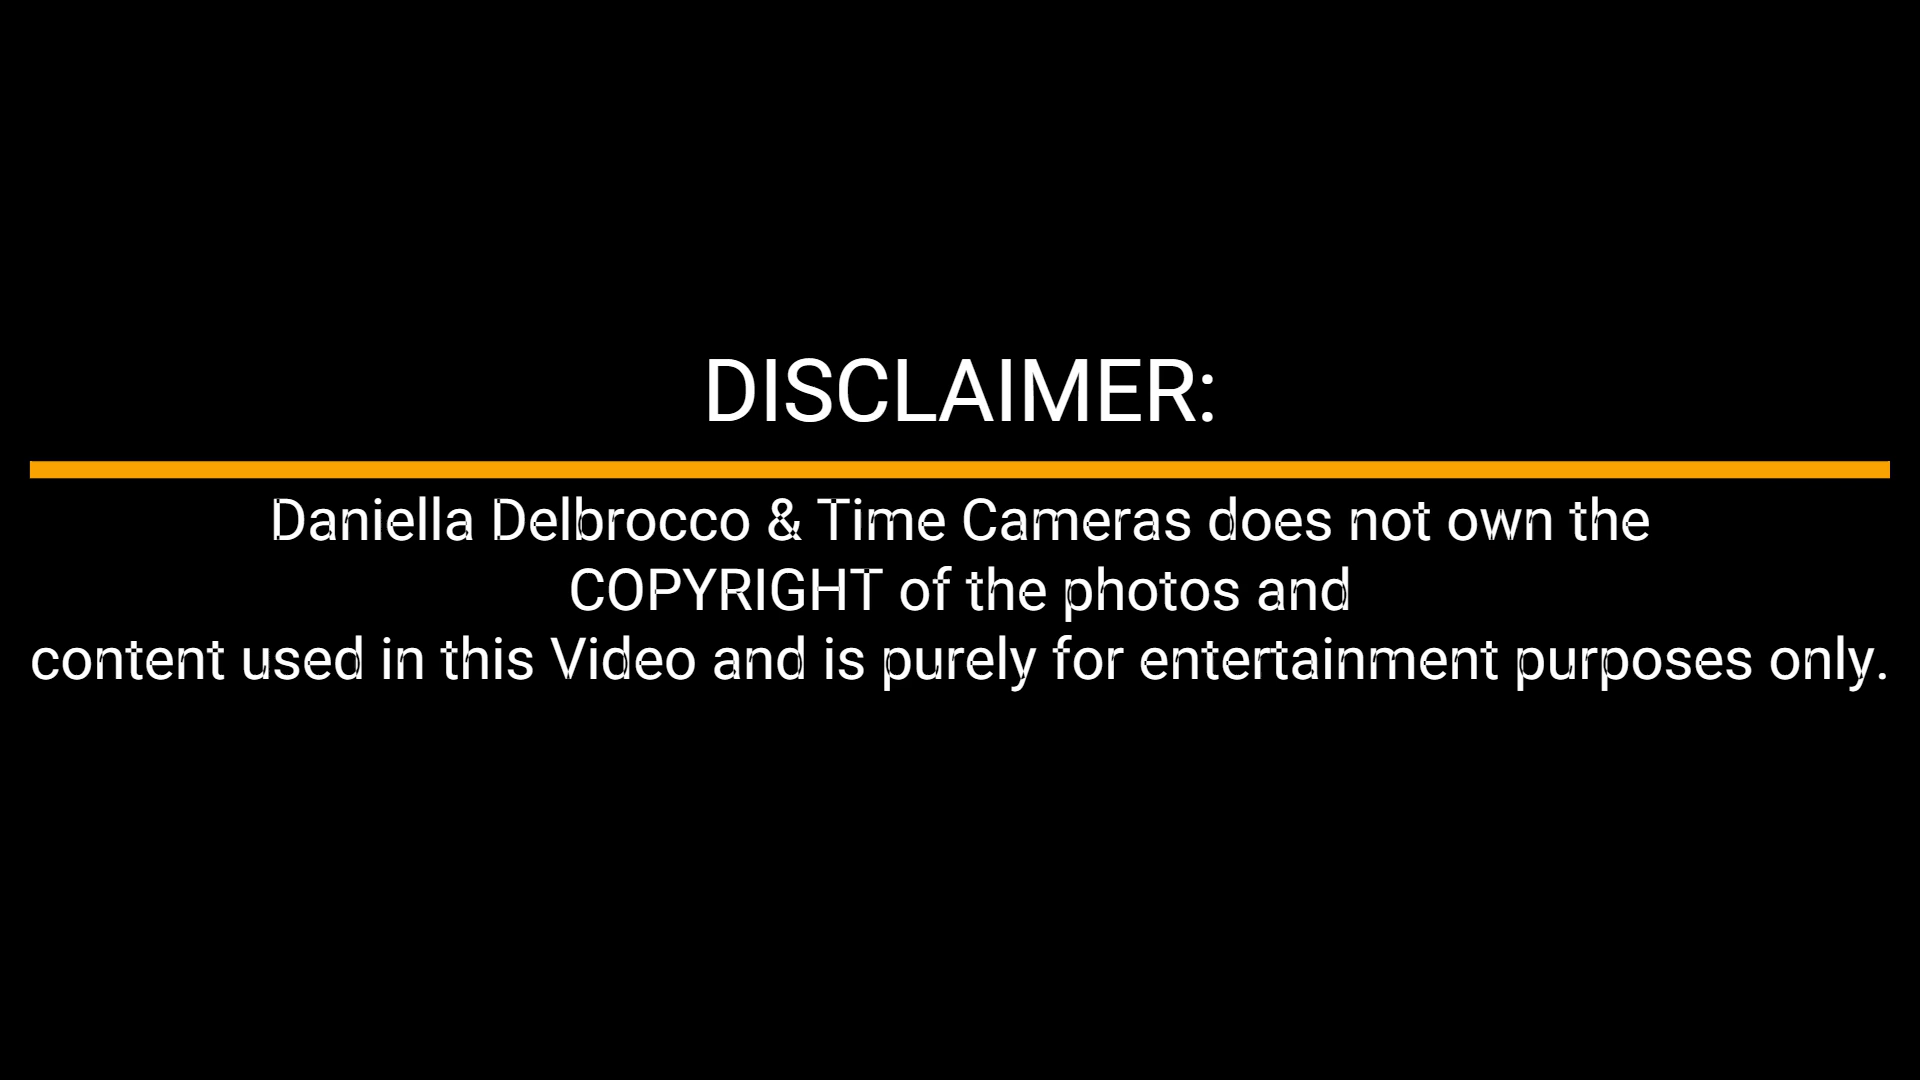 DISCLAIMER:
Daniella Delbrocco & Time Cameras does not own the
COPYRIGHT of the photos and
content used in this Video and is purely for entertainment purposes only.